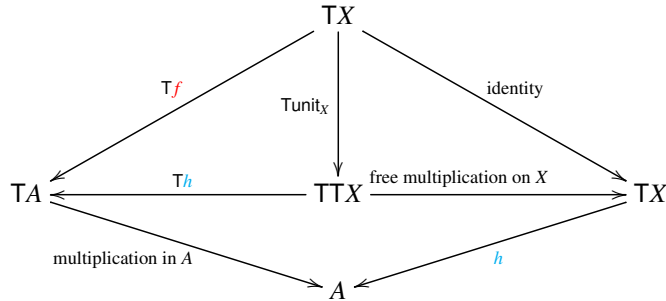 TX
Tf
Tunit_X
identity
TA
Th
TTX
free multiplication on X
TX
multiplication in A
h
A